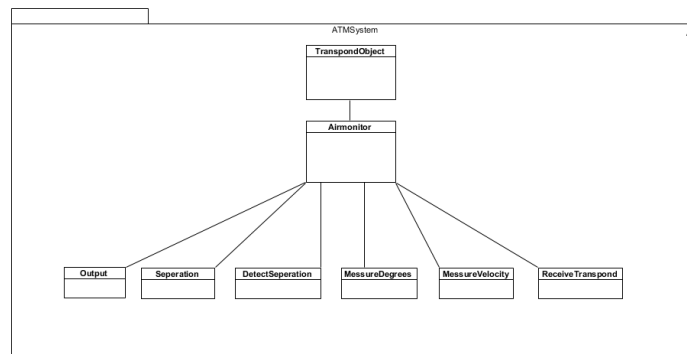 ATMSystem
TranspondObject
Airmonitor
Output
Seperation
DetectSeperation
MessureDegrees
MessureVelocity
ReceiveTranspond